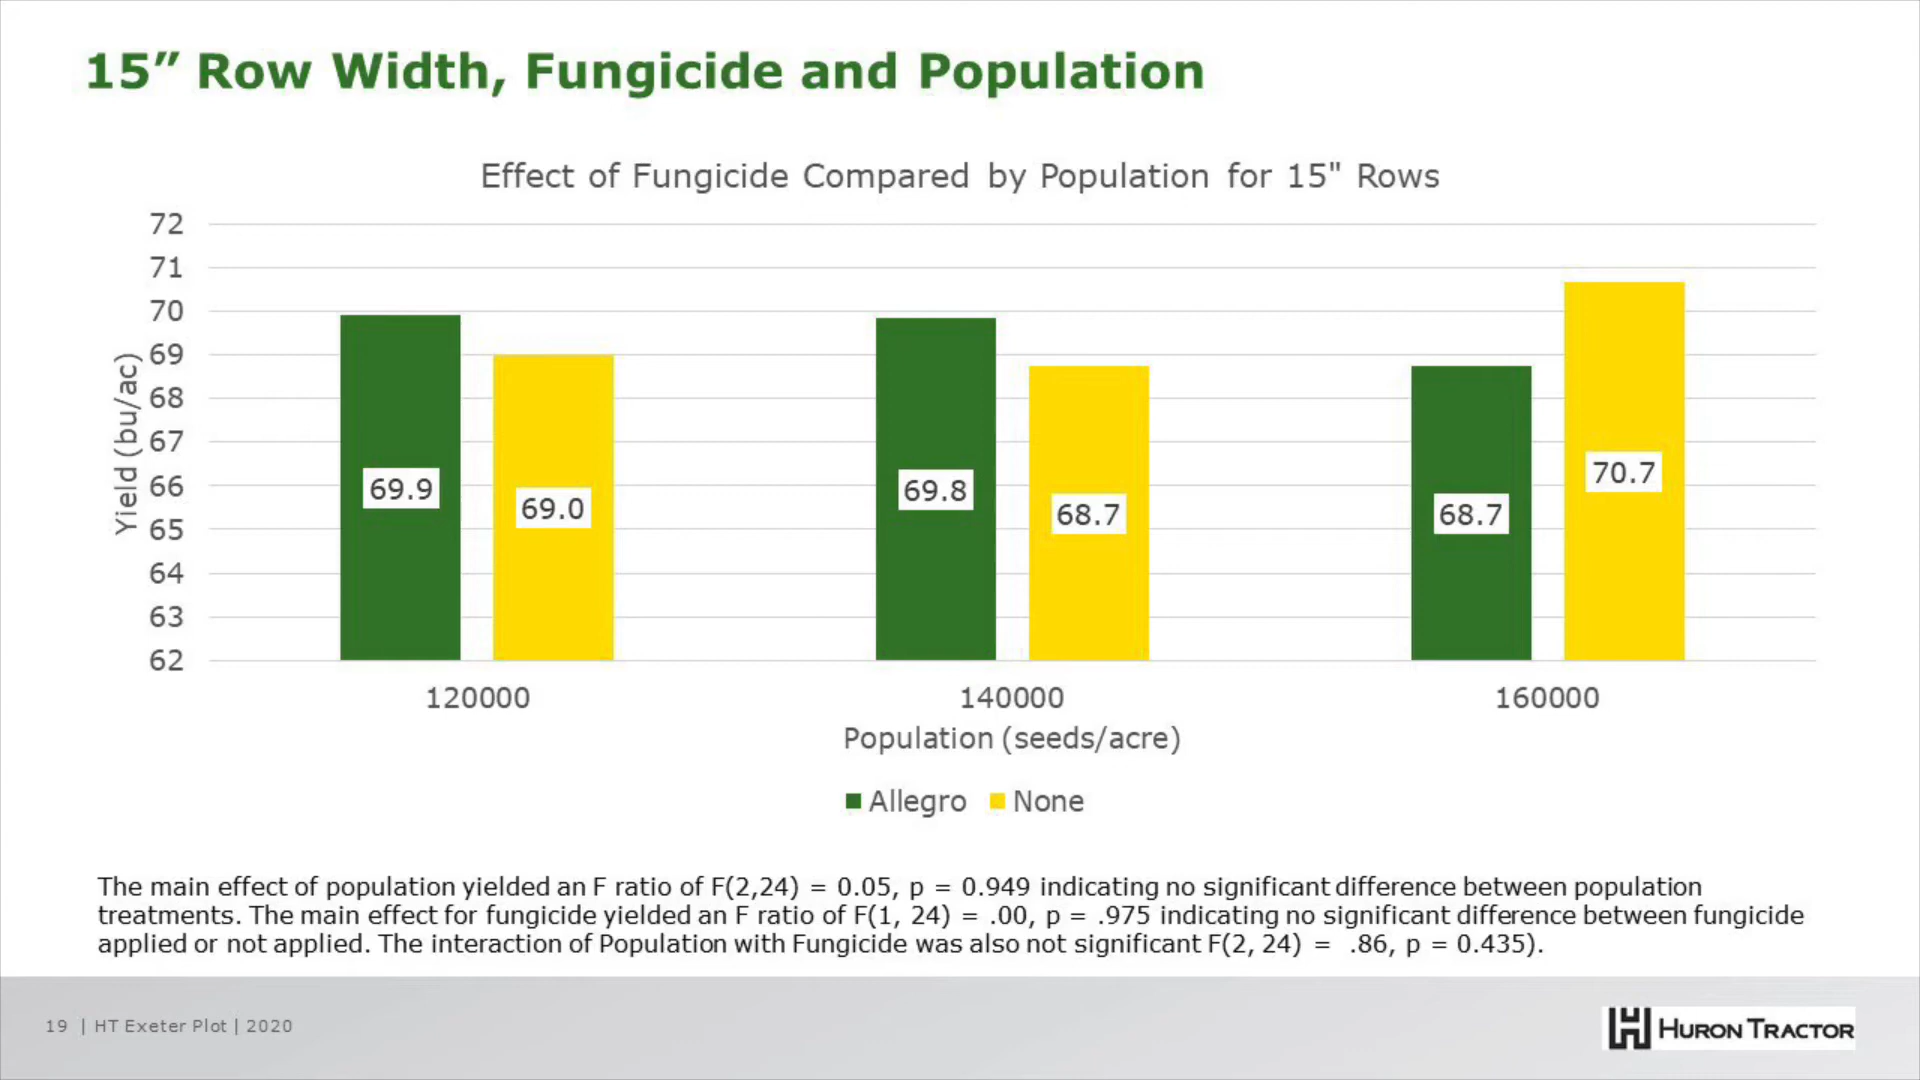 15” Row Width, Fungicide and Population
Effect of Fungicide Compared by Population for 15" Rows
72
71
70
69
68
67
66
65
64
63
62
Yield (bu/ac)
69.9
69.0
69.8
68.7
68.7
70.7
120000 140000 160000
Population (seeds/acre)
Allegro None
The main effect of population yielded an F ratio of F(2,24) = 0.05, p = 0.949 indicating no significant difference between population
treatments. The main effect for fungicide yielded an F ratio of F(1, 24) = .00, p = .975 indicating no significant difference between fungicide
applied or not applied. The interaction of Population with Fungicide was also not significant F(2, 24) = .86, p = 0.435).
19 | HT Exeter Plot | 2020
HURON TRACTOR